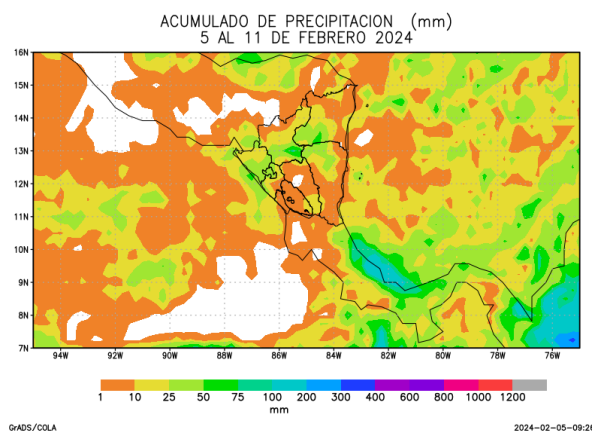 ACUMULADO DE PRECIPITACION (mm)
5 AL 11 DE FEBRERO 2024
16N
15N
14N
13N
12N
11N
10N
9N
8N
7N
94W 92W 90W 88W 86W 84W 82W 80W 78W 76W
1 10 25 50 75 100 200 300 400 600 800 1000 1200
mm
GrADS/COLA 2024-02-05-09:26